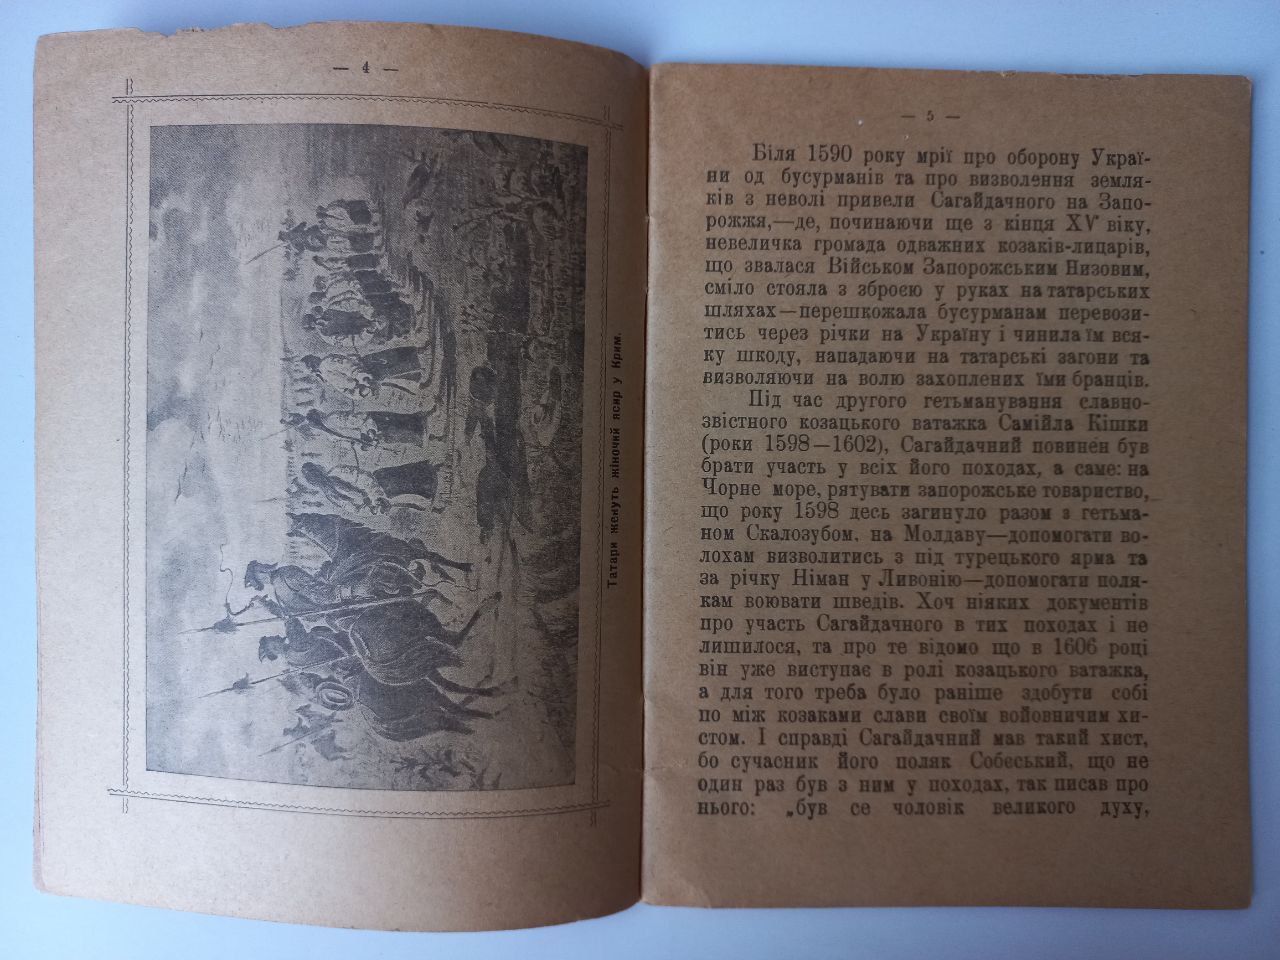 — 4 —
Татари женуть жіночий ясир у Крим.
— 5 —
Біля 1590 року мрії про оборону Украї-
ни од бусурманів та про визволення земля-
ків з неволі привели Сагайдачного на Запо-
рожжя,—де, починаючи ще з кінця XV віку,
невеличка громада одважних козаків-лицарів,
що звалася Військом Запорожським Низовим,
сміло стояла з зброєю у руках на татарських
шляхах—перешкожала бусурманам перевози-
тись через річки на Україну і чинила їм вся-
ку шкоду, нападаючи на татарські загони та
визволяючи на волю захоплених їми бранців.
Під час другого гетьманування славно-
звістного козацького ватажка Самійла Кішки
(роки 1598—1602), Сагайдачний повинен був
брати участь у всіх його походах, а саме: на
Чорне море, рятувати запорожське товариство,
що року 1598 десь загинуло разом з гетьма-
ном Скалозубом, на Молдаву—допомогати во-
лохам визволитись з під турецького ярма та
за річку Німан у Ливонію—допомогати поля-
кам воювати шведів. Хоч ніяких документів
про участь Сагайдачного в тих походах і не
лишилося, та про те відомо що в 1606 році
він уже виступає в ролі козацького ватажка,
а для того треба було раніше здобути собі
по між козаками слави своїм войовничим хи-
стом. І справді Сагайдачний мав такий хист,
бо сучасник його поляк Собеський, що не
один раз був з ним у походах, так писав про
нього: „був се чоловік великого духу,